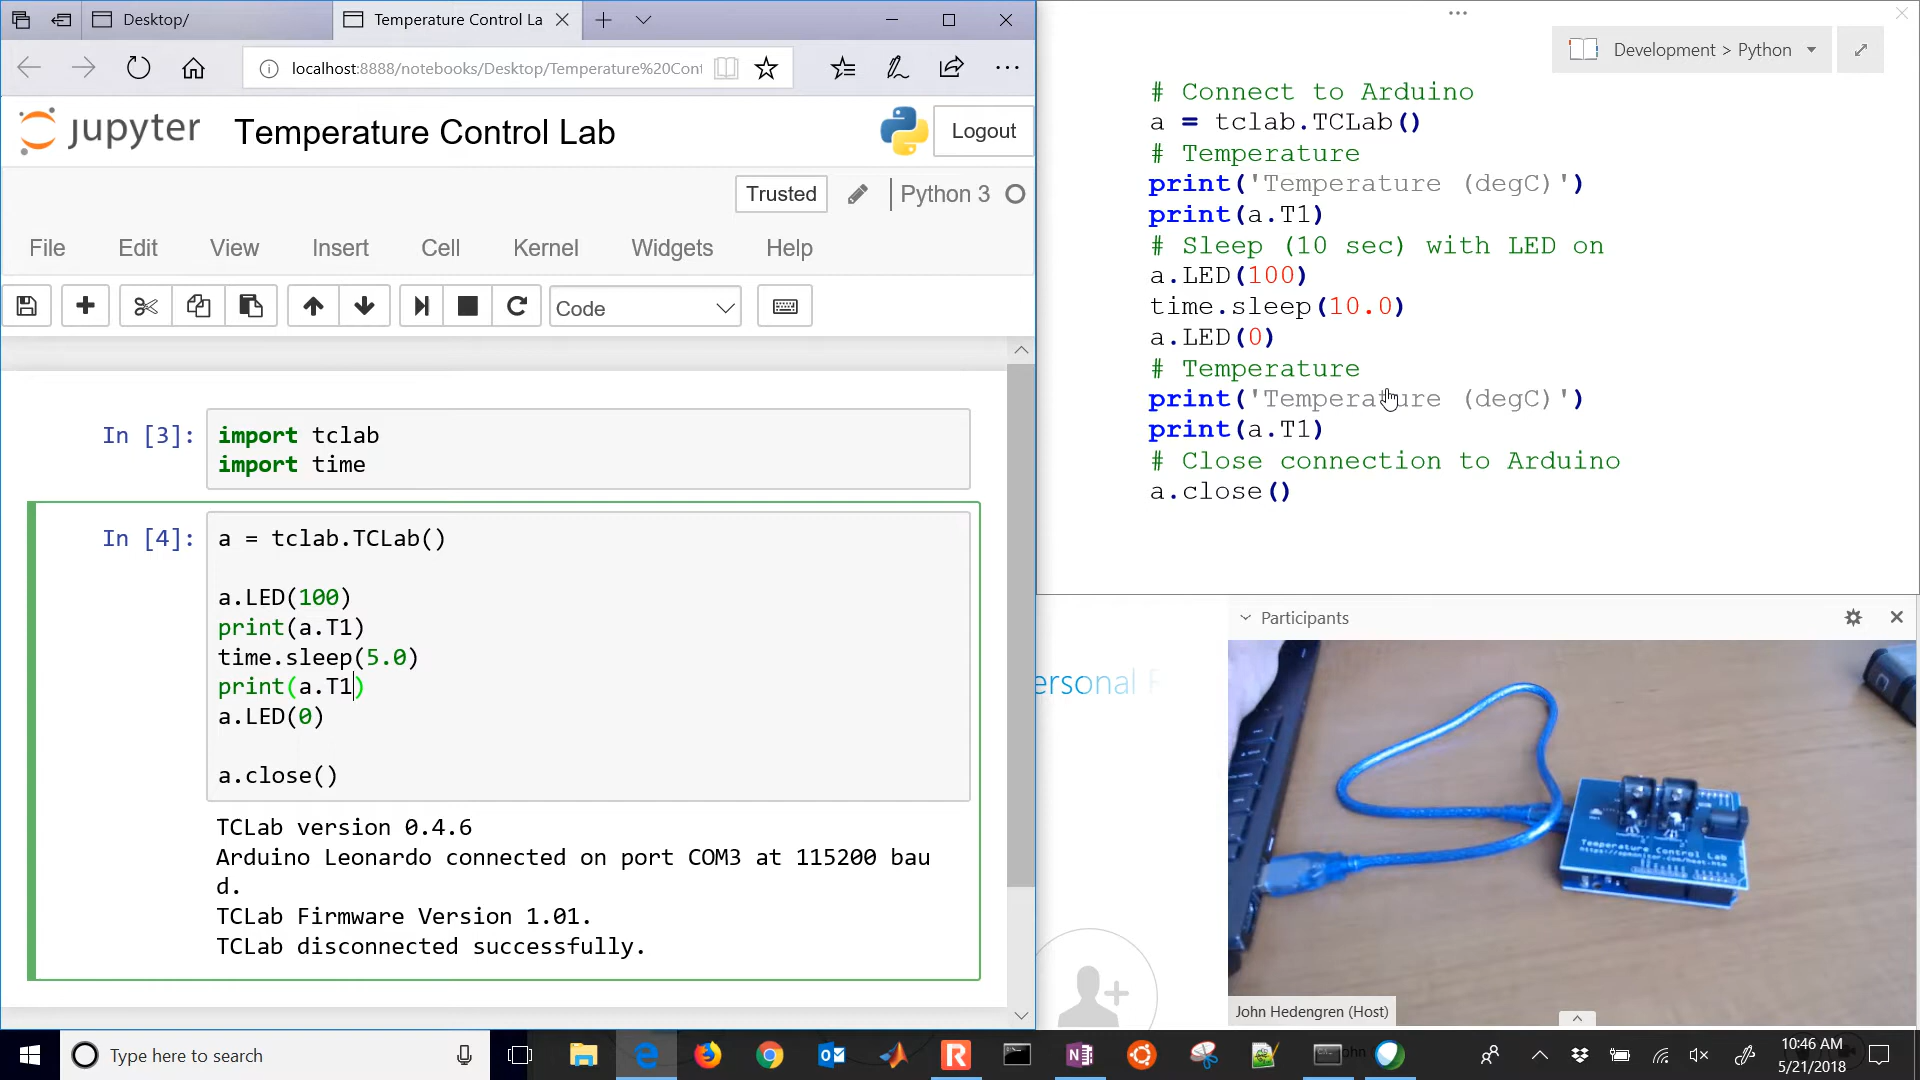 Desktop/
Temperature Control La
localhost:8888/notebooks/Desktop/Temperature%20Cont
jupyter
Temperature Control Lab
Logout
Trusted
Python 3
File Edit View Insert Cell Kernel Widgets Help
Code
In [3]:
import tclab
import time
In [4]:
a = tclab.TCLab()
a.LED(100)
print(a.T1)
time.sleep(5.0)
print(a.T1)
a.LED(0)
a.close()
TCLab version 0.4.6
Arduino Leonardo connected on port COM3 at 115200 bau
d.
TCLab Firmware Version 1.01.
TCLab disconnected successfully.
Development > Python
# Connect to Arduino
a = tclab.TCLab()
# Temperature
print('Temperature (degC)')
print(a.T1)
# Sleep (10 sec) with LED on
a.LED(100)
time.sleep(10.0)
a.LED(0)
# Temperature
print('Temperature (degC)')
print(a.T1)
# Close connection to Arduino
a.close()
ersonal
Participants
Temperature Control Lab
John Hedengren (Host)
Type here to search
10:46 AM
5/21/2018